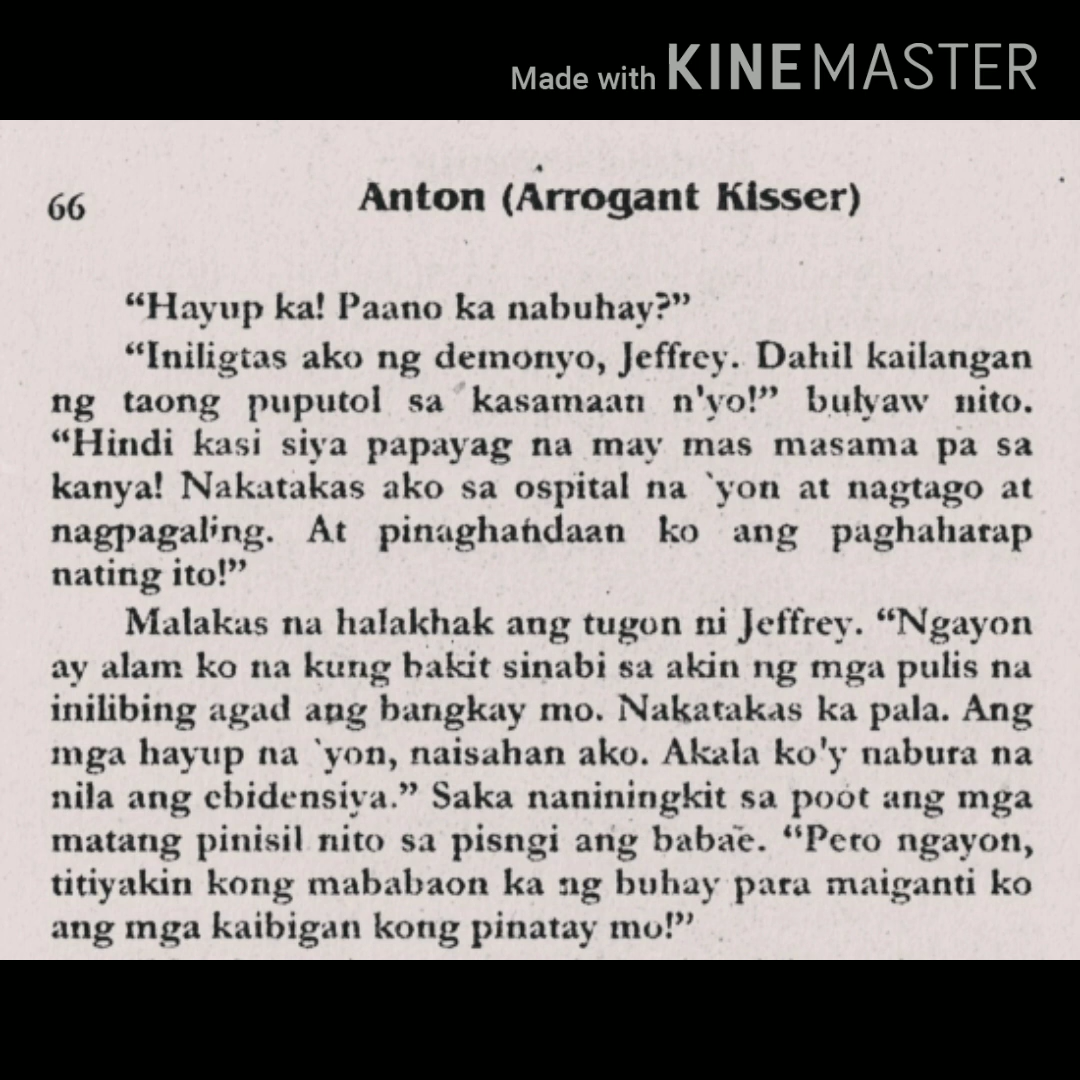 Made with KINEMASTER
66
Anton (Arrogant Kisser)
“Hayup ka! Paano ka nabuhay?”
“Iniligtas ako ng demonyo, Jeffrey. Dahil kailangan
ng taong puputol sa kasamaan n'yo!” bulyaw nito.
“Hindi kasi siya papayag na may mas masama pa sa
kanya! Nakatakas ako sa ospital na `yon at nagtago at
nagpagaling. At pinaghandaan ko ang paghaharap
nating ito!”
Malakas na halakhak ang tugon ni Jeffrey. “Ngayon
ay alam ko na kung bakit sinabi sa akin ng mga pulis na
inilibing agad ang bangkay mo. Nakatakas ka pala. Ang
mga hayup na `yon, naisahan ako. Akala ko'y nabura na
nila ang ebidensiya.” Saka naniningkit sa poot ang mga
matang pinisil nito sa pisngi ang babae. “Pero ngayon,
titiyakin kong mababaon ka ng buhay para maiganti ko
ang mga kaibigan kong pinatay mo!”